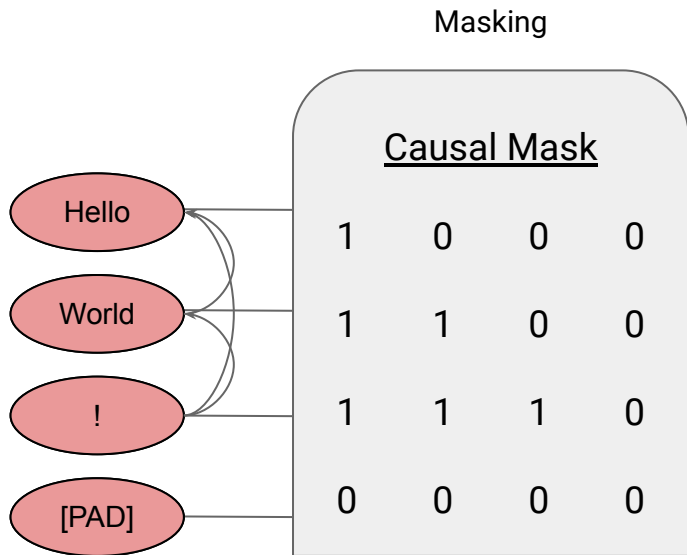 Masking
Causal Mask
Hello
1 0 0 0
World
1 1 0 0
!
1 1 1 0
[PAD]
0 0 0 0